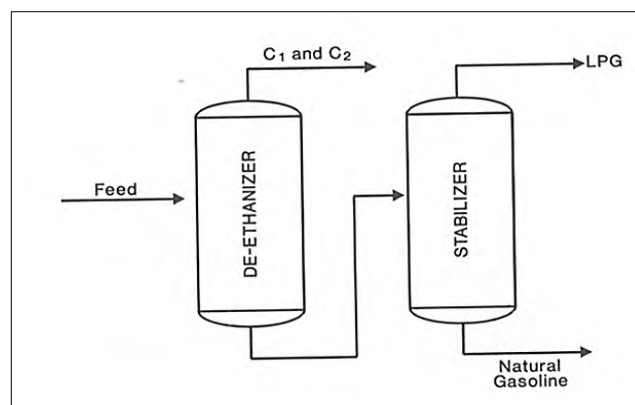 C₁ and C₂
LPG
Feed
DE-ETHANIZER
STABILIZER
Natural
Gasoline